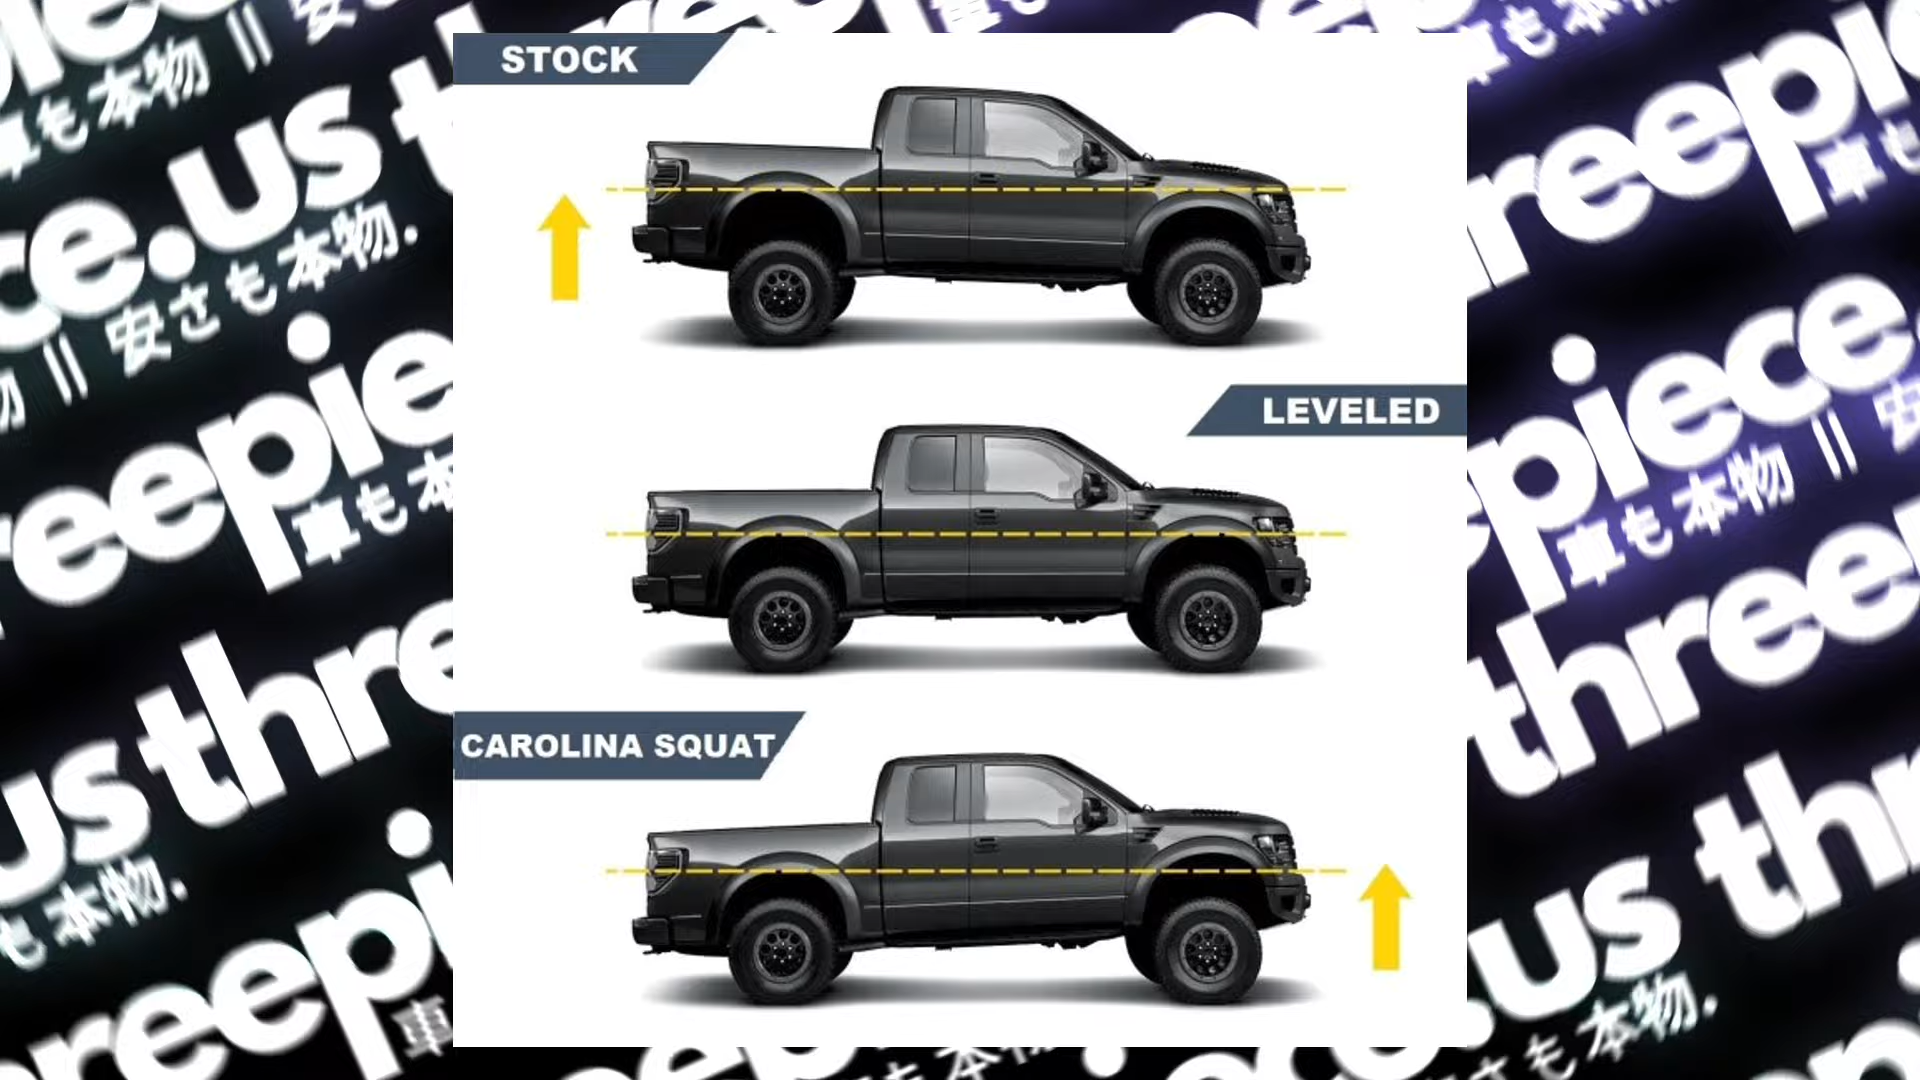 STOCK
LEVELED
CAROLINA SQUAT
threepiece.us
車も本物 || 安さも本物.